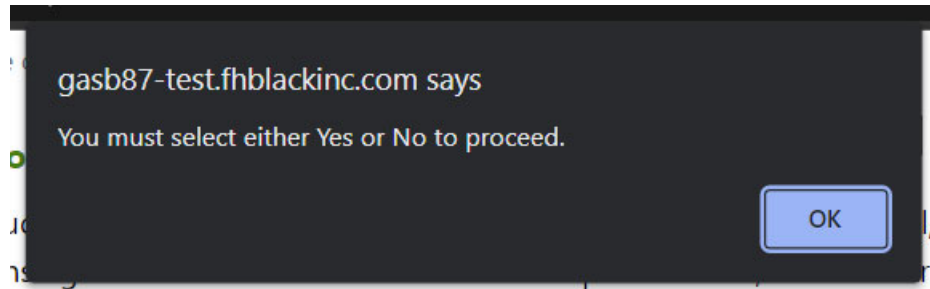 gasb87-test.fhblackinc.com says
You must select either Yes or No to proceed.
OK